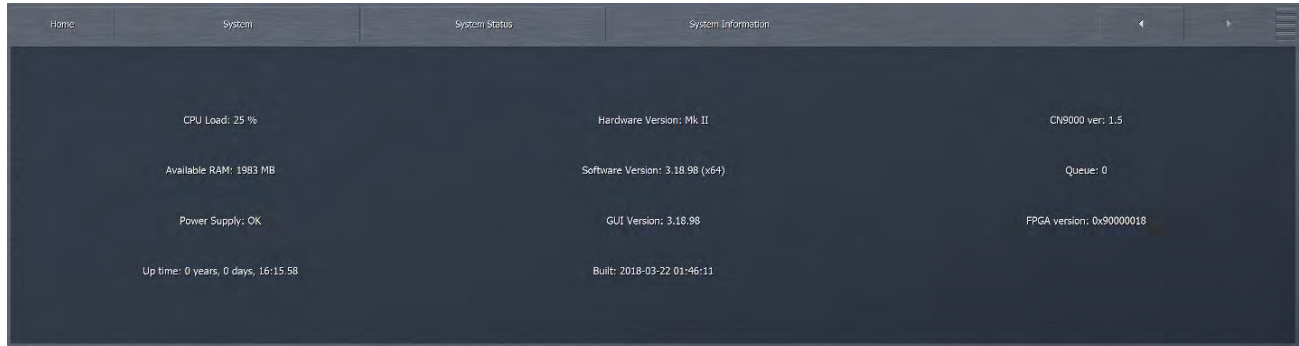 Home System System Status System Information
CPU Load: 25 % Hardware Version: Mk II CN9000 ver: 1.5
Available RAM: 1983 MB Software Version: 3.18.98 (x64) Queue: 0
Power Supply: OK GUI Version: 3.18.98 FPGA version: 0x90000018
Up time: 0 years, 0 days, 16:15.58 Built: 2018-03-22 01:46:11